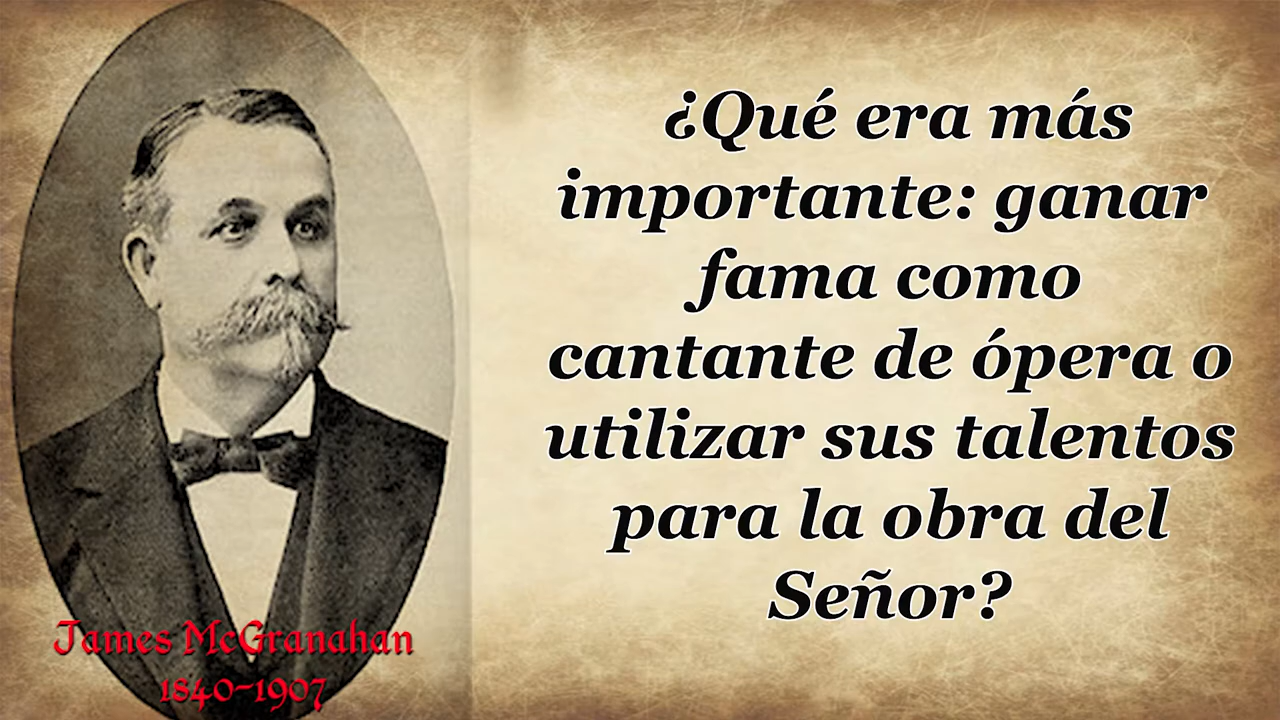 ¿Qué era más
importante: ganar
fama como
cantante de ópera o
utilizar sus talentos
para la obra del
Señor?
James McGranahan
1840-1907